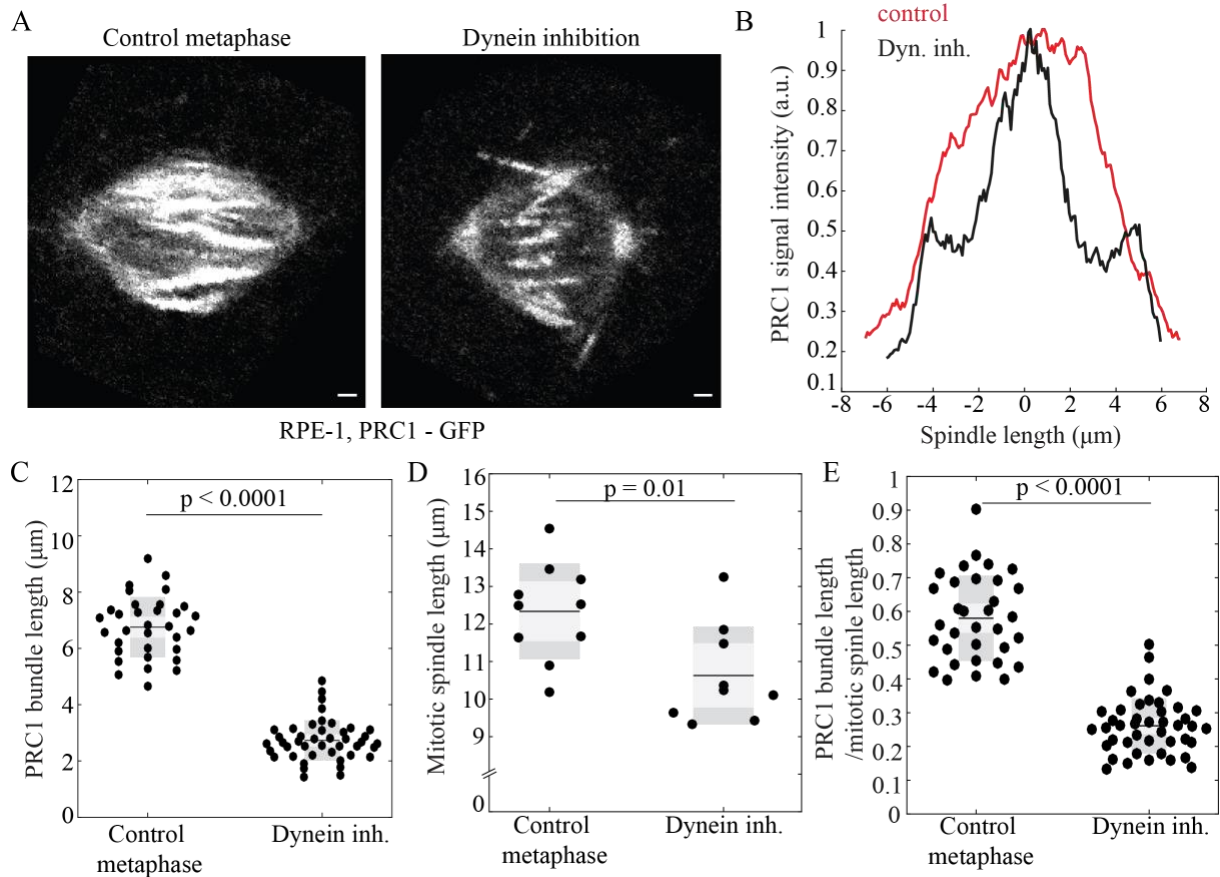 A
Control metaphase
Dynein inhibition
RPE-1, PRC1 - GFP
B
control
Dyn. inh.
PRC1 signal intensity (a.u.)
1
0.9
0.8
0.7
0.6
0.5
0.4
0.3
0.2
0.1
-8 -6 -4 -2 0 2 4 6 8
Spindle length (μm)
C
p < 0.0001
PRC1 bundle length (μm)
12
10
8
6
4
2
0
Control
metaphase
Dynein inh.
D
p = 0.01
Mitotic spindle length (μm)
16
15
14
13
12
11
10
9
0
Control
metaphase
Dynein inh.
E
p < 0.0001
PRC1 bundle length
/mitotic spinle length
1
0.9
0.8
0.7
0.6
0.5
0.4
0.3
0.2
0.1
0
Control
metaphase
Dynein inh.